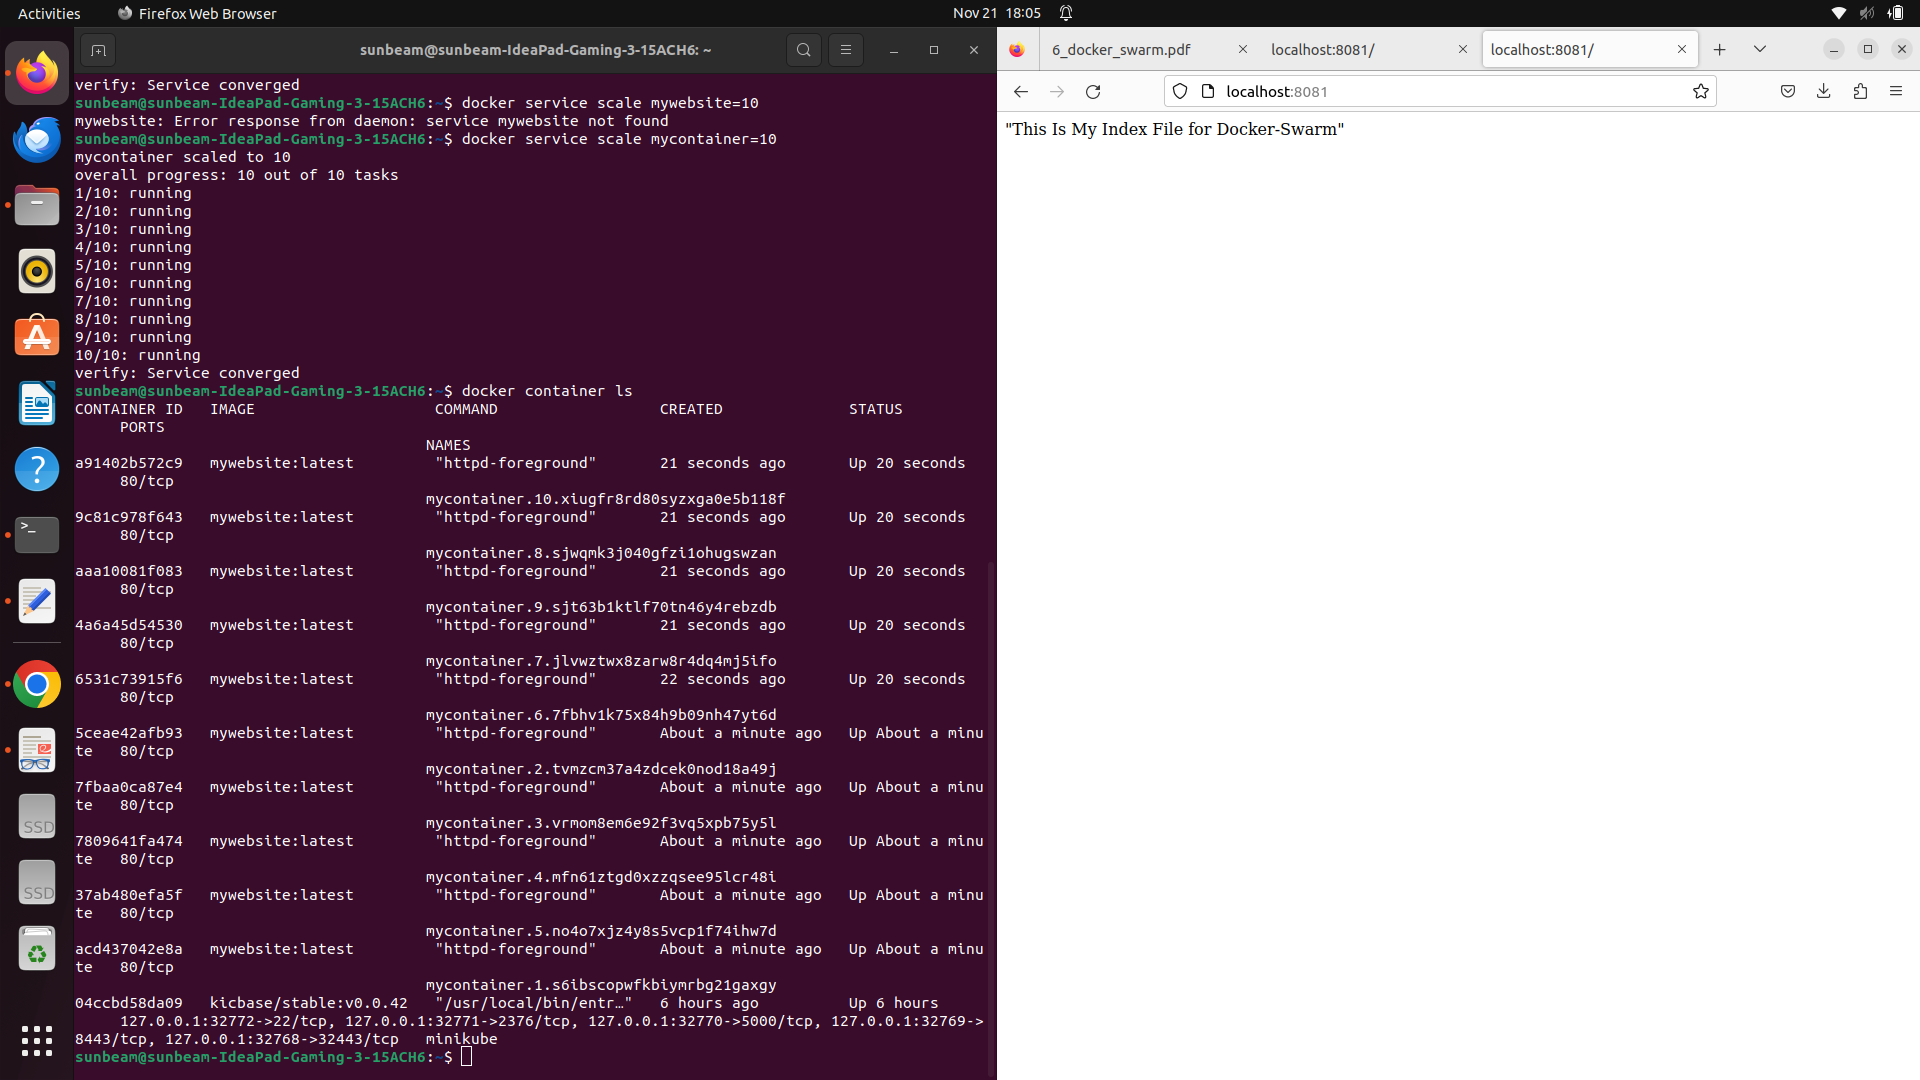 Activities
Firefox Web Browser
Nov 21 18:05
sunbeam@sunbeam-IdeaPad-Gaming-3-15ACH6: ~
verify: Service converged
sunbeam@sunbeam-IdeaPad-Gaming-3-15ACH6:~$ docker service scale mywebsite=10
mywebsite: Error response from daemon: service mywebsite not found
sunbeam@sunbeam-IdeaPad-Gaming-3-15ACH6:~$ docker service scale mycontainer=10
mycontainer scaled to 10
overall progress: 10 out of 10 tasks
1/10: running
2/10: running
3/10: running
4/10: running
5/10: running
6/10: running
7/10: running
8/10: running
9/10: running
10/10: running
verify: Service converged
sunbeam@sunbeam-IdeaPad-Gaming-3-15ACH6:~$ docker container ls
CONTAINER ID   IMAGE                    COMMAND                  CREATED              STATUS
PORTS
NAMES
a91402b572c9   mywebsite:latest         "httpd-foreground"       21 seconds ago       Up 20 seconds
80/tcp
mycontainer.10.xiugfr8rd80syzxga0e5b118f
9c81c978f643   mywebsite:latest         "httpd-foreground"       21 seconds ago       Up 20 seconds
80/tcp
mycontainer.8.sjwqmk3j040gfzi1ohugswzan
aaa10081f083   mywebsite:latest         "httpd-foreground"       21 seconds ago       Up 20 seconds
80/tcp
mycontainer.9.sjt63b1ktlf70tn46y4rebzdb
4a6a45d54530   mywebsite:latest         "httpd-foreground"       21 seconds ago       Up 20 seconds
80/tcp
mycontainer.7.jlvwztwx8zarw8r4dq4mj5ifo
6531c73915f6   mywebsite:latest         "httpd-foreground"       22 seconds ago       Up 20 seconds
80/tcp
mycontainer.6.7fbhv1k75x84h9b09nh47yt6d
5ceae42afb93   mywebsite:latest         "httpd-foreground"       About a minute ago   Up About a minu
te   80/tcp
mycontainer.2.tvmzcm37a4zdcek0nod18a49j
7fbaa0ca87e4   mywebsite:latest         "httpd-foreground"       About a minute ago   Up About a minu
te   80/tcp
mycontainer.3.vrmom8em6e92f3vq5xpb75y5l
7809641fa474   mywebsite:latest         "httpd-foreground"       About a minute ago   Up About a minu
te   80/tcp
mycontainer.4.mfn61ztgd0xzzqsee95lcr48i
37ab480efa5f   mywebsite:latest         "httpd-foreground"       About a minute ago   Up About a minu
te   80/tcp
mycontainer.5.no4o7xjz4y8s5vcp1f74ihw7d
acd437042e8a   mywebsite:latest         "httpd-foreground"       About a minute ago   Up About a minu
te   80/tcp
mycontainer.1.s6ibscopwfkbiymrbg21gaxgy
04ccbd58da09   kicbase/stable:v0.0.42   "/usr/local/bin/entr…"   6 hours ago          Up 6 hours
127.0.0.1:32772->22/tcp, 127.0.0.1:32771->2376/tcp, 127.0.0.1:32770->5000/tcp, 127.0.0.1:32769->
8443/tcp, 127.0.0.1:32768->32443/tcp   minikube
sunbeam@sunbeam-IdeaPad-Gaming-3-15ACH6:~$
SSD
SSD
6_docker_swarm.pdf
localhost:8081/
localhost:8081/
localhost:8081
"This Is My Index File for Docker-Swarm"